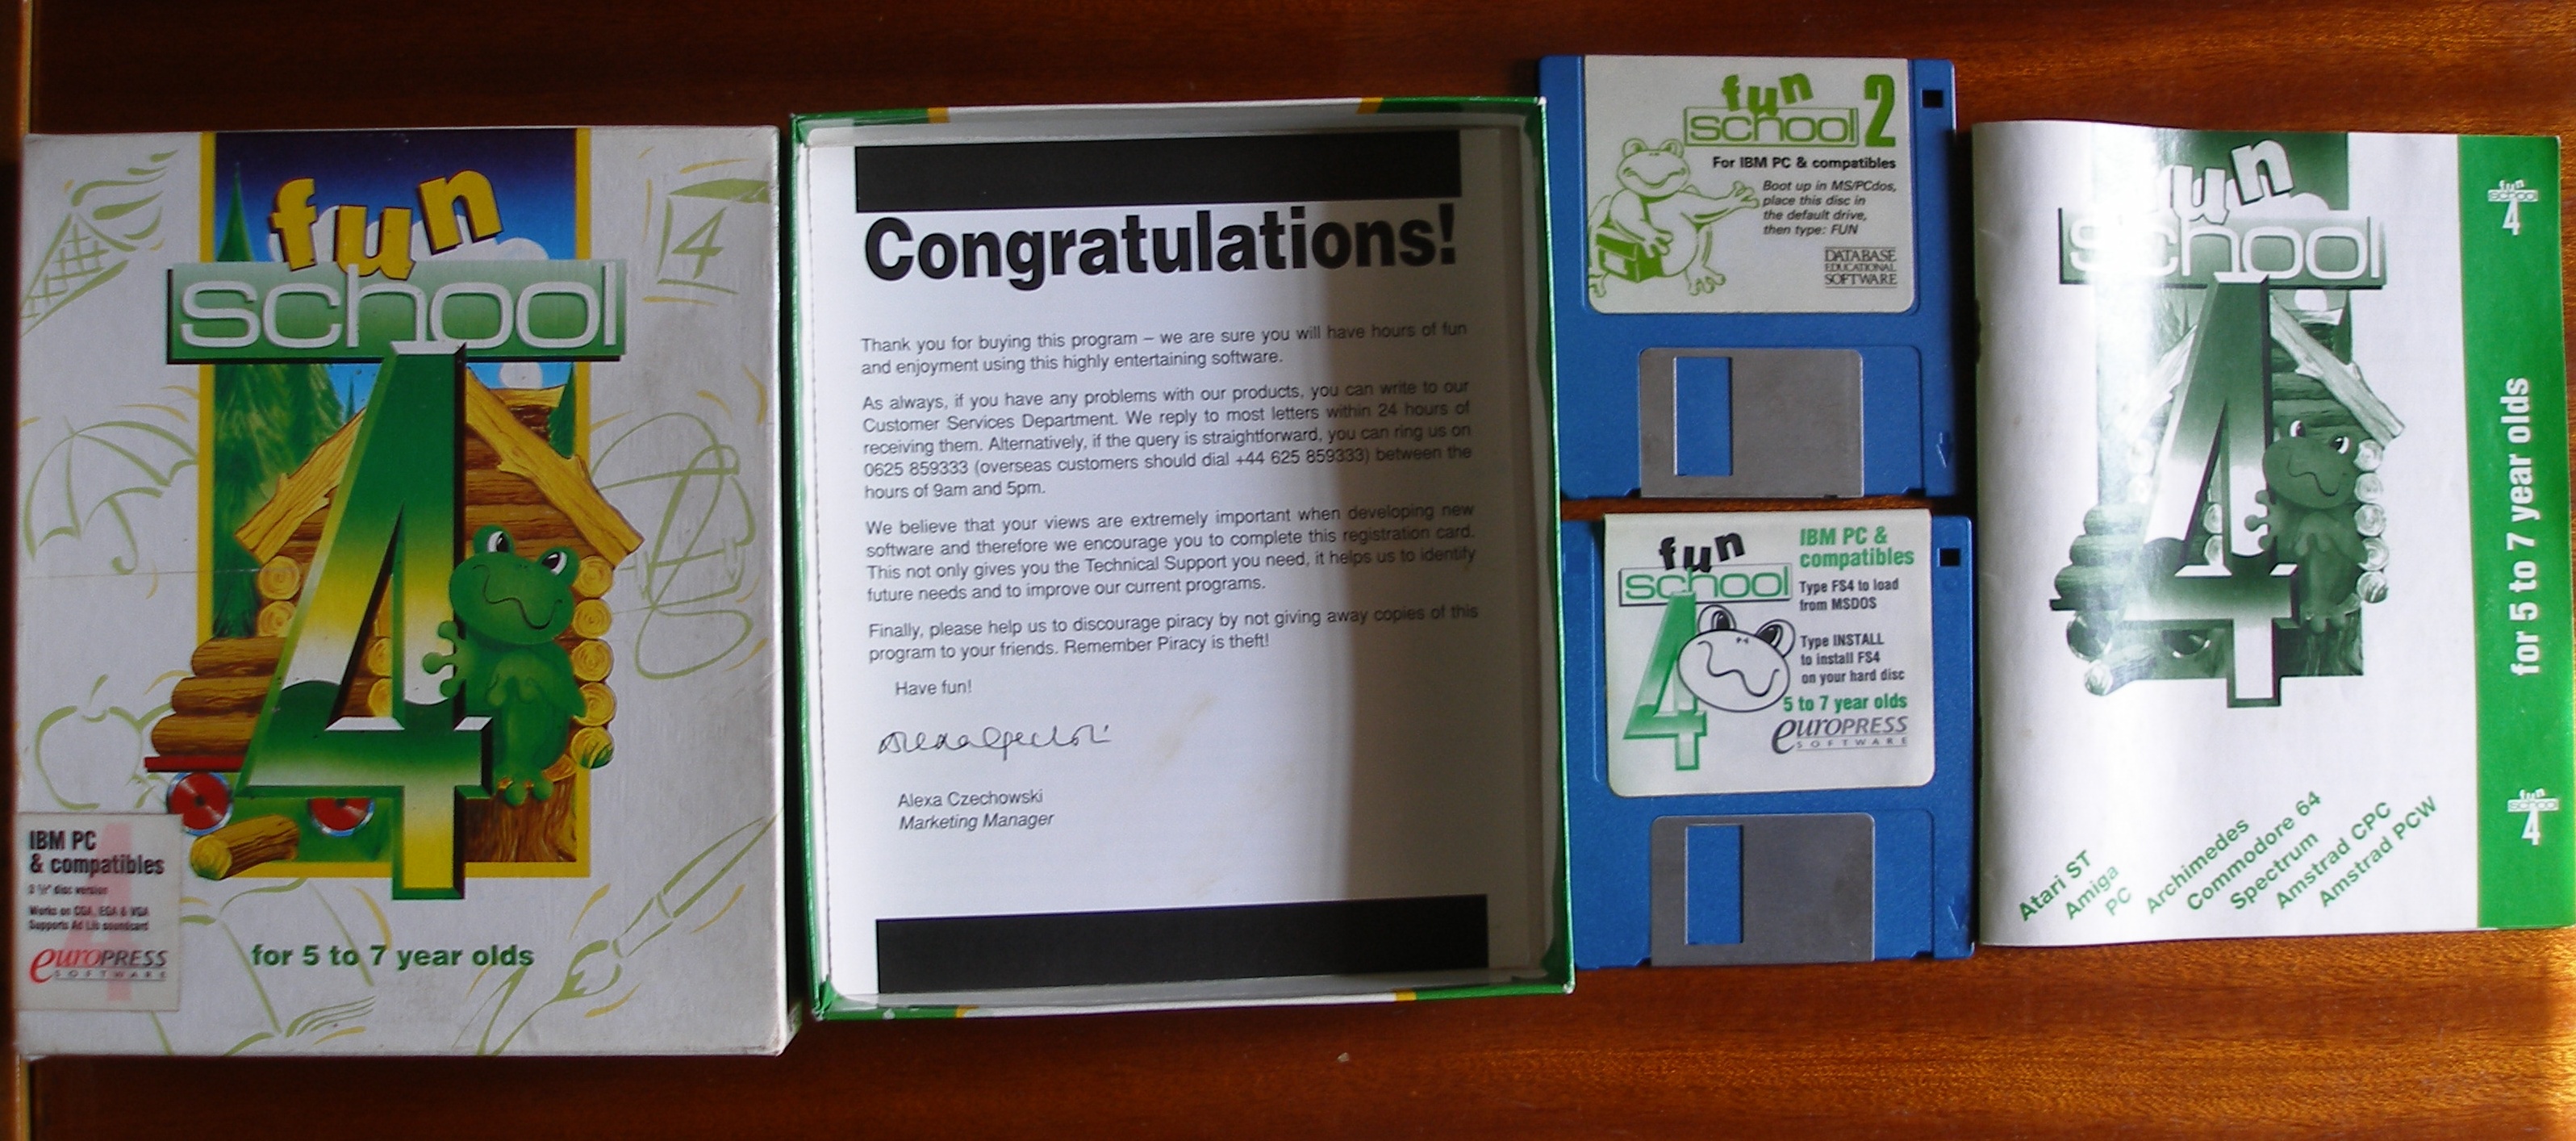 fun
school
4
4
IBM PC
& compatibles
3 ½" disc version
Works on CGA, EGA & VGA
Supports Ad Lib soundcard
europress
SOFTWARE
for 5 to 7 year olds
Congratulations!
Thank you for buying this program – we are sure you will have hours of fun
and enjoyment using this highly entertaining software.
As always, if you have any problems with our products, you can write to our
Customer Services Department. We reply to most letters within 24 hours of
receiving them. Alternatively, if the query is straightforward, you can ring us on
0625 859333 (overseas customers should dial +44 625 859333) between the
hours of 9am and 5pm.
We believe that your views are extremely important when developing new
software and therefore we encourage you to complete this registration card.
This not only gives you the Technical Support you need, it helps us to identify
future needs and to improve our current programs.
Finally, please help us to discourage piracy by not giving away copies of this
program to your friends. Remember Piracy is theft!
Have fun!
Alexa Czechowski
Marketing Manager
fun
school 2
For IBM PC & compatibles
Boot up in MS/PCdos,
place this disc in
the default drive,
then type: FUN
DATABASE
EDUCATIONAL
SOFTWARE
fun
school
4
IBM PC &
compatibles
Type FS4 to load
from MSDOS
Type INSTALL
to install FS4
on your hard disc
5 to 7 year olds
europress
SOFTWARE
fun
school
4
Atari ST
Amiga
PC
Archimedes
Commodore 64
Spectrum
Amstrad CPC
Amstrad PCW
fun
school
4
for 5 to 7 year olds
fun
school
4